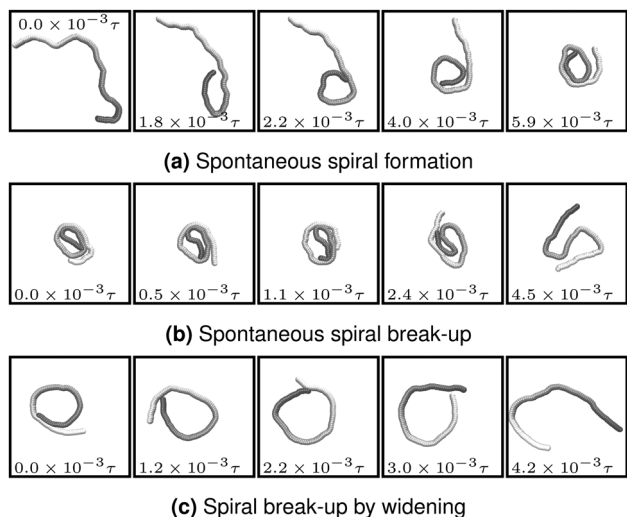 0.0 × 10⁻³τ
1.8 × 10⁻³τ
2.2 × 10⁻³τ
4.0 × 10⁻³τ
5.9 × 10⁻³τ
(a) Spontaneous spiral formation
0.0 × 10⁻³τ
0.5 × 10⁻³τ
1.1 × 10⁻³τ
2.4 × 10⁻³τ
4.5 × 10⁻³τ
(b) Spontaneous spiral break-up
0.0 × 10⁻³τ
1.2 × 10⁻³τ
2.2 × 10⁻³τ
3.0 × 10⁻³τ
4.2 × 10⁻³τ
(c) Spiral break-up by widening